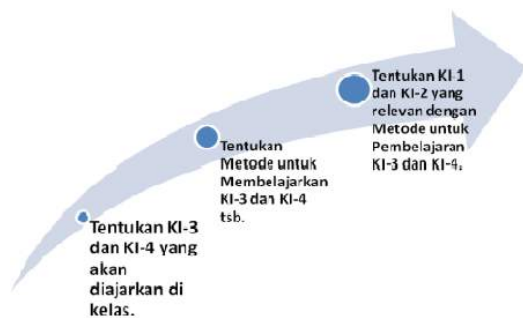 Tentukan KI-3
dan KI-4 yang
akan
diajarkan di
kelas.
Tentukan
Metode untuk
Membelajarkan
KI-3 dan KI-4
tsb.
Tentukan KI-1
dan KI-2 yang
relevan dengan
Metode untuk
Pembelajaran
KI-3 dan KI-4.